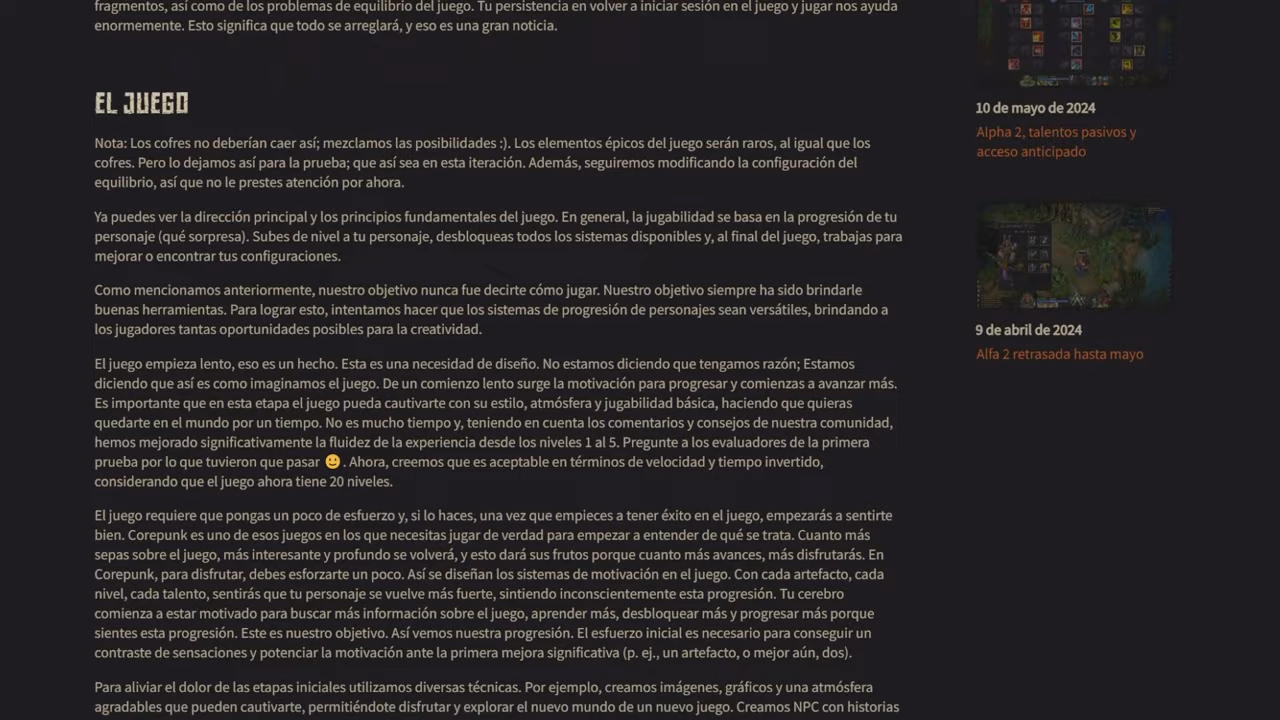 fragmentos, así como de los problemas de equilibrio del juego. Tu persistencia en volver a iniciar sesión en el juego y jugar nos ayuda
enormemente. Esto significa que todo se arreglará, y eso es una gran noticia.
EL JUEGO
Nota: Los cofres no deberían caer así; mezclamos las posibilidades :). Los elementos épicos del juego serán raros, al igual que los
cofres. Pero lo dejamos así para la prueba; que así sea en esta iteración. Además, seguiremos modificando la configuración del
equilibrio, así que no le prestes atención por ahora.
Ya puedes ver la dirección principal y los principios fundamentales del juego. En general, la jugabilidad se basa en la progresión de tu
personaje (qué sorpresa). Subes de nivel a tu personaje, desbloqueas todos los sistemas disponibles y, al final del juego, trabajas para
mejorar o encontrar tus configuraciones.
Como mencionamos anteriormente, nuestro objetivo nunca fue decirte cómo jugar. Nuestro objetivo siempre ha sido brindarle
buenas herramientas. Para lograr esto, intentamos hacer que los sistemas de progresión de personajes sean versátiles, brindando a
los jugadores tantas oportunidades posibles para la creatividad.
El juego empieza lento, eso es un hecho. Esta es una necesidad de diseño. No estamos diciendo que tengamos razón; Estamos
diciendo que así es como imaginamos el juego. De un comienzo lento surge la motivación para progresar y comienzas a avanzar más.
Es importante que en esta etapa el juego pueda cautivarte con su estilo, atmósfera y jugabilidad básica, haciendo que quieras
quedarte en el mundo por un tiempo. No es mucho tiempo y, teniendo en cuenta los comentarios y consejos de nuestra comunidad,
hemos mejorado significativamente la fluidez de la experiencia desde los niveles 1 al 5. Pregunte a los evaluadores de la primera
prueba por lo que tuvieron que pasar 🙂. Ahora, creemos que es aceptable en términos de velocidad y tiempo invertido,
considerando que el juego ahora tiene 20 niveles.
El juego requiere que pongas un poco de esfuerzo y, si lo haces, una vez que empieces a tener éxito en el juego, empezarás a sentirte
bien. Corepunk es uno de esos juegos en los que necesitas jugar de verdad para empezar a entender de qué se trata. Cuanto más
sepas sobre el juego, más interesante y profundo se volverá, y esto dará sus frutos porque cuanto más avances, más disfrutarás. En
Corepunk, para disfrutar, debes esforzarte un poco. Así se diseñan los sistemas de motivación en el juego. Con cada artefacto, cada
nivel, cada talento, sentirás que tu personaje se vuelve más fuerte, sintiendo inconscientemente esta progresión. Tu cerebro
comienza a estar motivado para buscar más información sobre el juego, aprender más, desbloquear más y progresar más porque
sientes esta progresión. Este es nuestro objetivo. Así vemos nuestra progresión. El esfuerzo inicial es necesario para conseguir un
contraste de sensaciones y potenciar la motivación ante la primera mejora significativa (p. ej., un artefacto, o mejor aún, dos).
Para aliviar el dolor de las etapas iniciales utilizamos diversas técnicas. Por ejemplo, creamos imágenes, gráficos y una atmósfera
agradables que pueden cautivarte, permitiéndote disfrutar y explorar el nuevo mundo de un nuevo juego. Creamos NPC con historias
10 de mayo de 2024
Alpha 2, talentos pasivos y
acceso anticipado
9 de abril de 2024
Alfa 2 retrasada hasta mayo